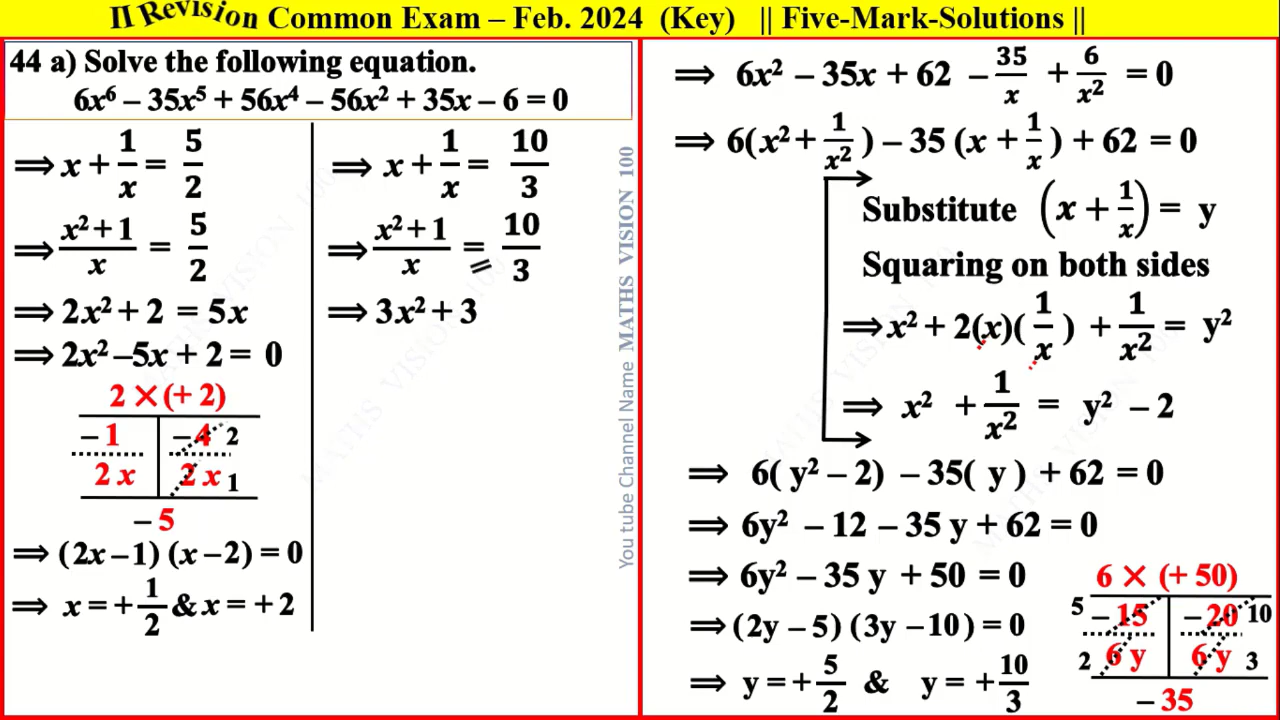 II Revision Common Exam – Feb. 2024 (Key) || Five-Mark-Solutions ||
44 a) Solve the following equation.
6x⁶ – 35x⁵ + 56x⁴ – 56x² + 35x – 6 = 0
⟹ x + 1/x = 5/2
⟹ (x² + 1)/x = 5/2
⟹ 2x² + 2 = 5x
⟹ 2x² – 5x + 2 = 0
2 × (+ 2)
– 1 – 4 2
2 x 2 x 1
– 5
⟹ (2x – 1) (x – 2) = 0
⟹ x = + 1/2 & x = + 2
⟹ x + 1/x = 10/3
⟹ (x² + 1)/x = 10/3
⟹ 3x² + 3
You tube Channel Name MATHS VISION 100
⟹ 6x² – 35x + 62 – 35/x + 6/x² = 0
⟹ 6(x² + 1/x²) – 35 (x + 1/x) + 62 = 0
Substitute (x + 1/x) = y
Squaring on both sides
⟹ x² + 2(x)(1/x) + 1/x² = y²
⟹ x² + 1/x² = y² – 2
⟹ 6( y² – 2) – 35( y ) + 62 = 0
⟹ 6y² – 12 – 35 y + 62 = 0
⟹ 6y² – 35 y + 50 = 0
⟹ (2y – 5) (3y – 10) = 0
⟹ y = + 5/2 & y = + 10/3
6 × (+ 50)
5 – 15 – 20 10
2 6 y 6 y 3
– 35